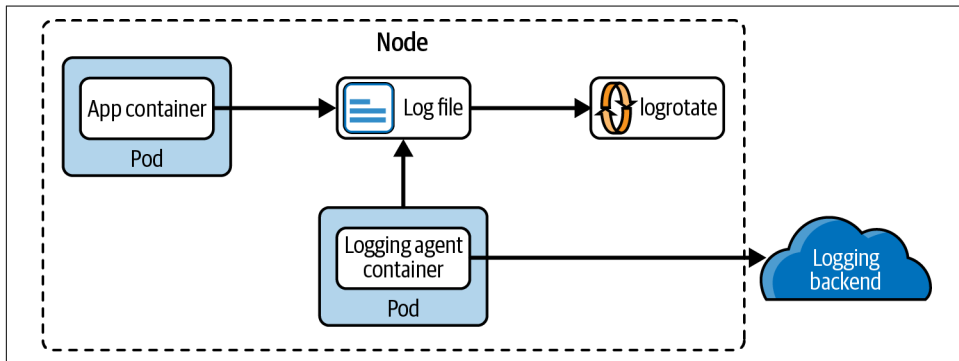 Node
App container
Pod
Log file
logrotate
Logging agent
container
Pod
Logging
backend